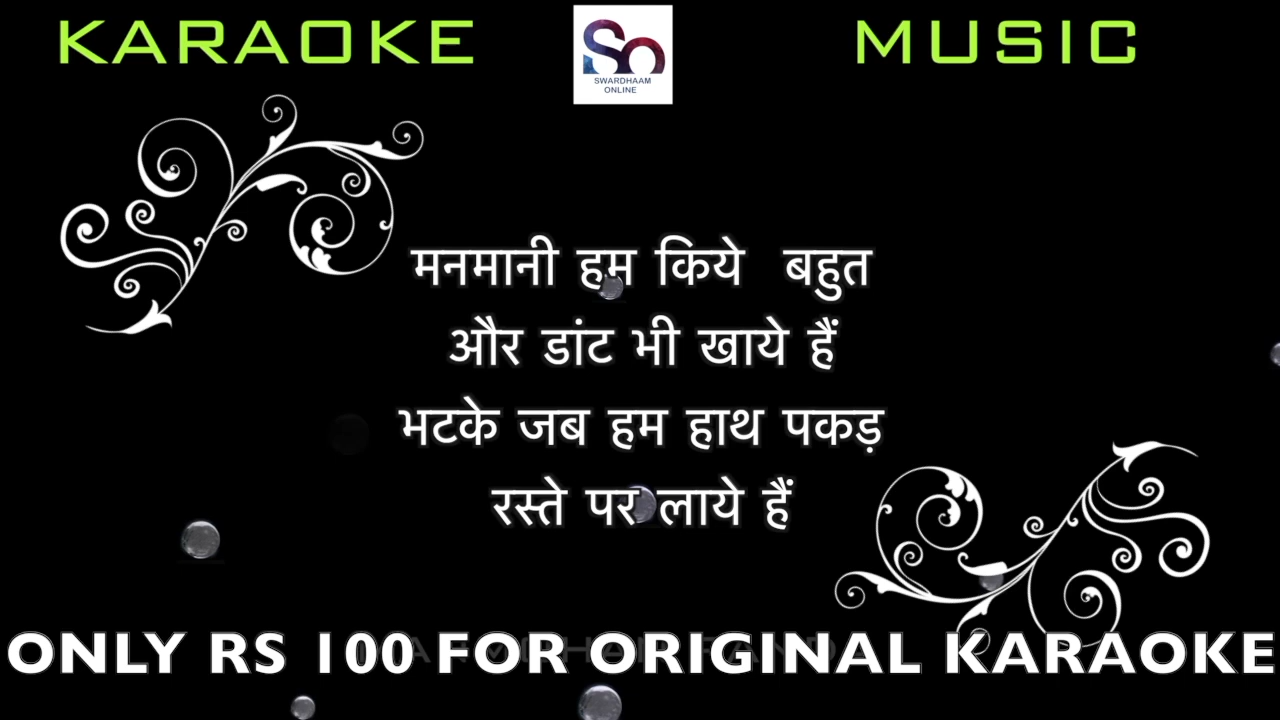 KARAOKE MUSIC
SWARDHAAM
ONLINE
मनमानी हम किये बहुत
और डांट भी खाये हैं
भटके जब हम हाथ पकड़
रस्ते पर लाये हैं
ONLY RS 100 FOR ORIGINAL KARAOKE